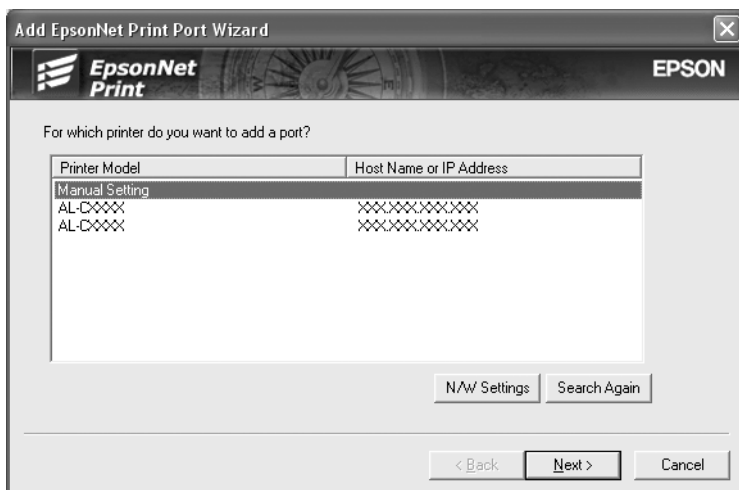 Add EpsonNet Print Port Wizard
EpsonNet
Print
EPSON
For which printer do you want to add a port?
Printer Model Host Name or IP Address
Manual Setting
AL-CXXXX XXX.XXX.XXX.XXX
AL-CXXXX XXX.XXX.XXX.XXX
N/W Settings Search Again
< Back Next > Cancel